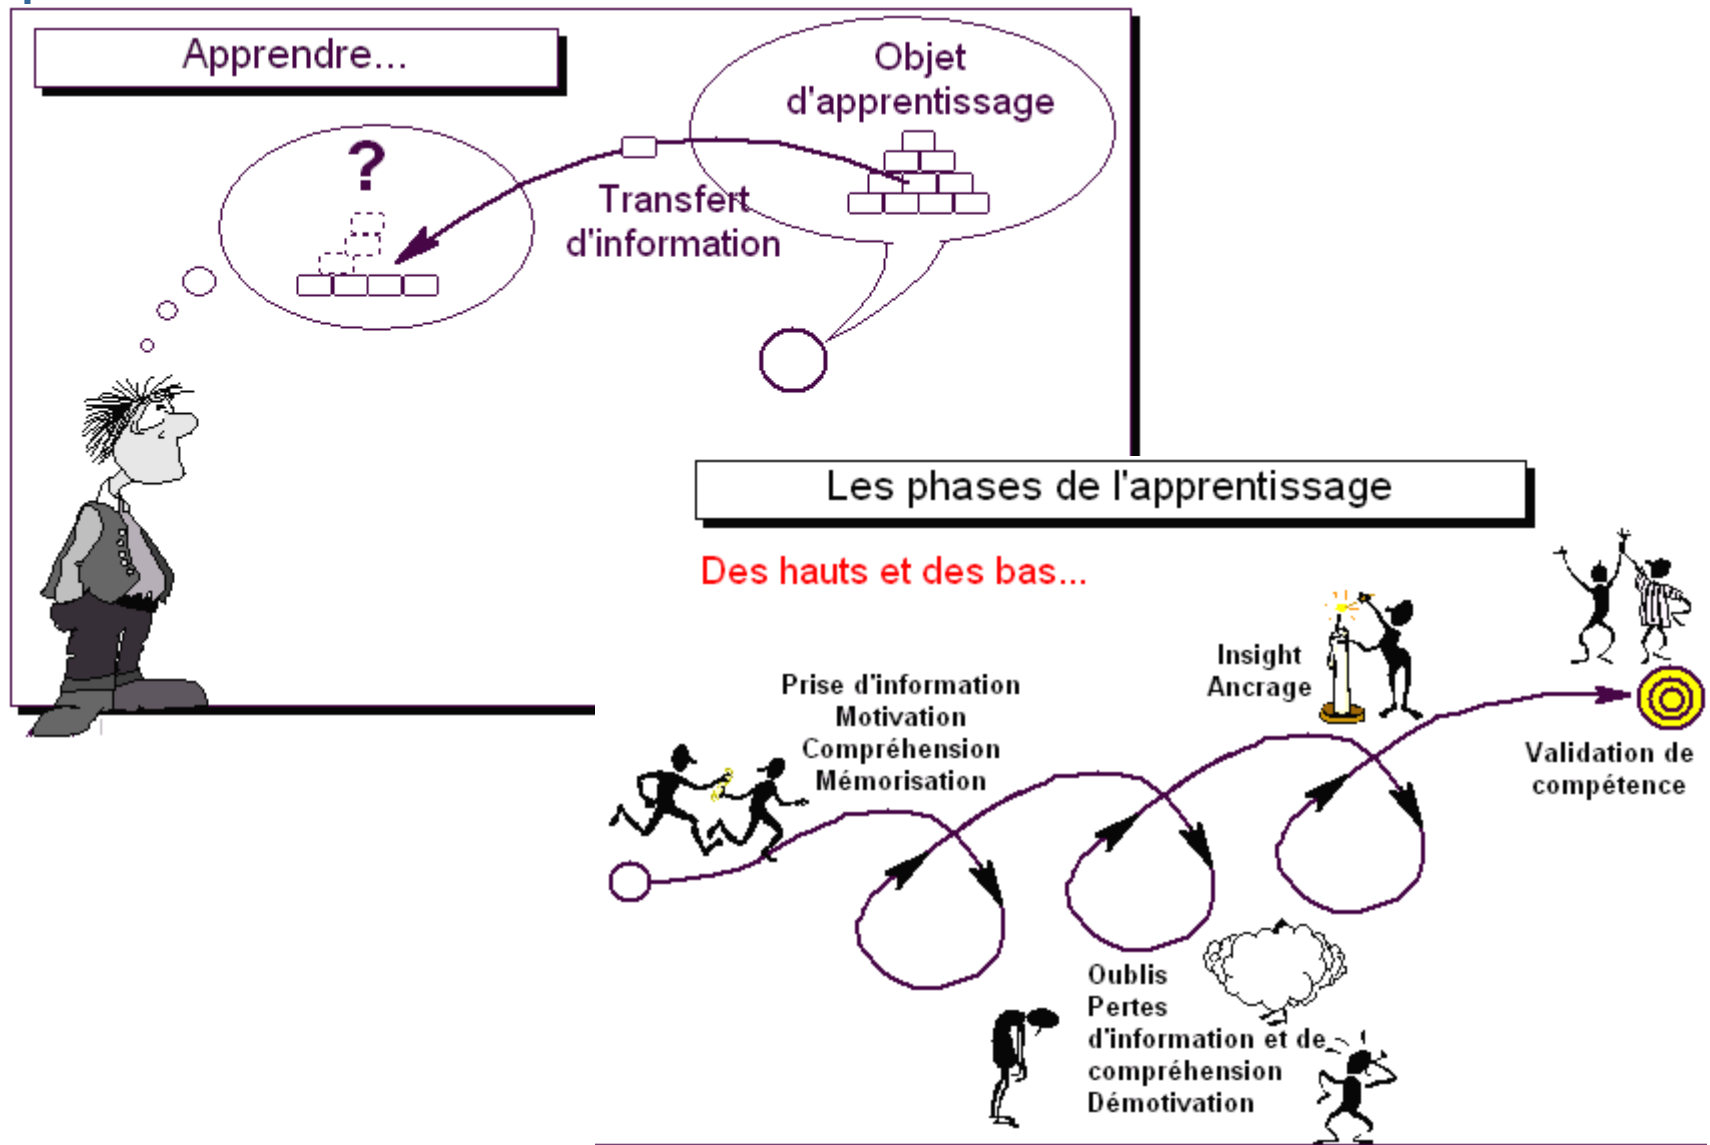 Apprendre...
Objet
d'apprentissage
?
Transfert
d'information
Les phases de l'apprentissage
Des hauts et des bas...
Prise d'information
Motivation
Compréhension
Mémorisation
Insight
Ancrage
Validation de
compétence
Oublis
Pertes
d'information et de
compréhension
Démotivation